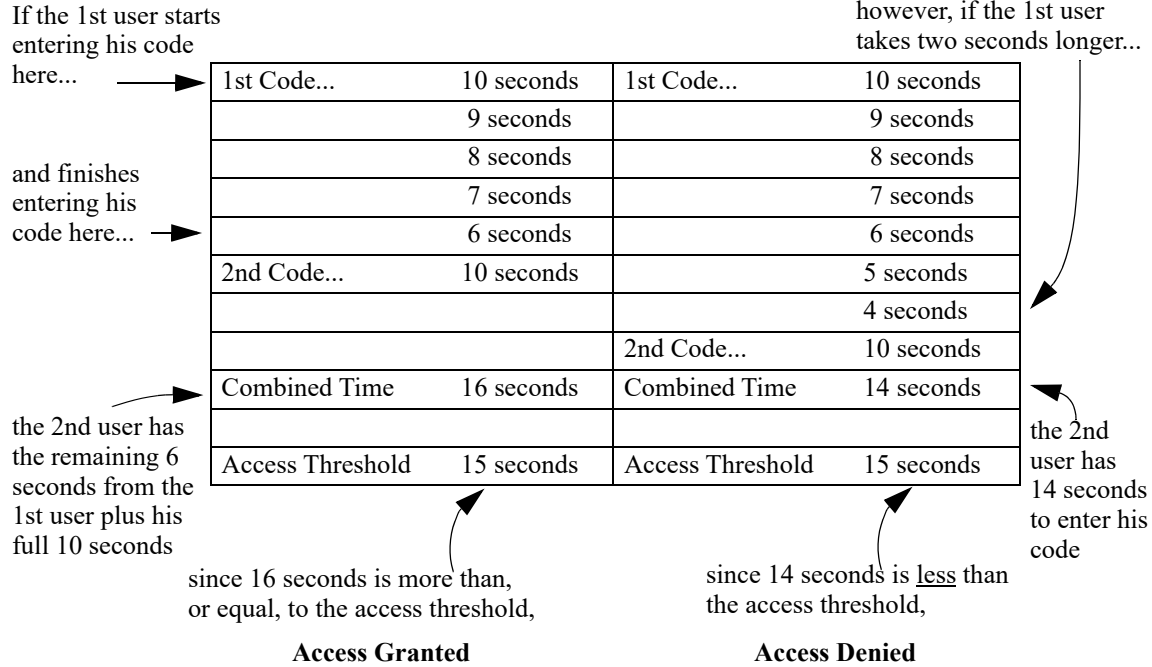 If the 1st user starts
entering his code
here...
however, if the 1st user
takes two seconds longer...
1st Code... 10 seconds 1st Code... 10 seconds
9 seconds 9 seconds
8 seconds 8 seconds
7 seconds 7 seconds
and finishes
entering his
code here...
6 seconds 6 seconds
2nd Code... 10 seconds 5 seconds
4 seconds
2nd Code... 10 seconds
Combined Time 16 seconds Combined Time 14 seconds
Access Threshold 15 seconds Access Threshold 15 seconds
the 2nd user has
the remaining 6
seconds from the
1st user plus his
full 10 seconds
the 2nd
user has
14 seconds
to enter his
code
since 16 seconds is more than,
or equal, to the access threshold,
Access Granted
since 14 seconds is less than
the access threshold,
Access Denied